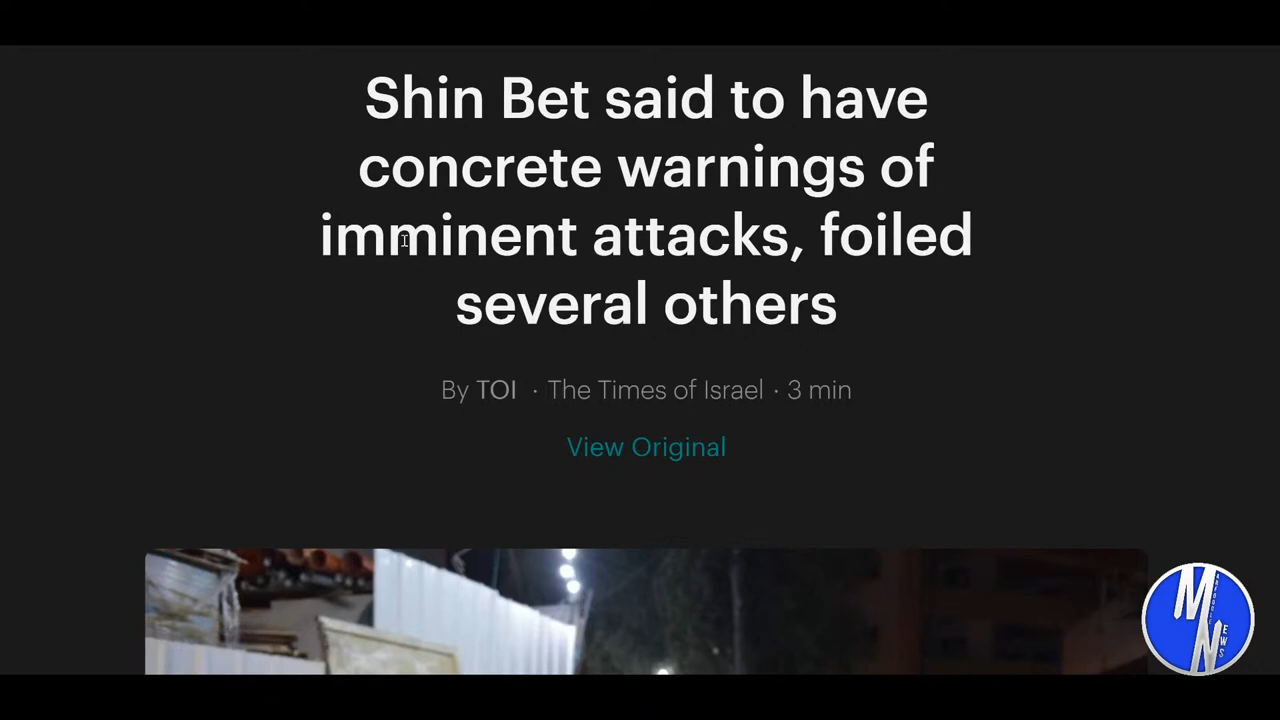 Shin Bet said to have
concrete warnings of
imminent attacks, foiled
several others
By TOI · The Times of Israel · 3 min
View Original